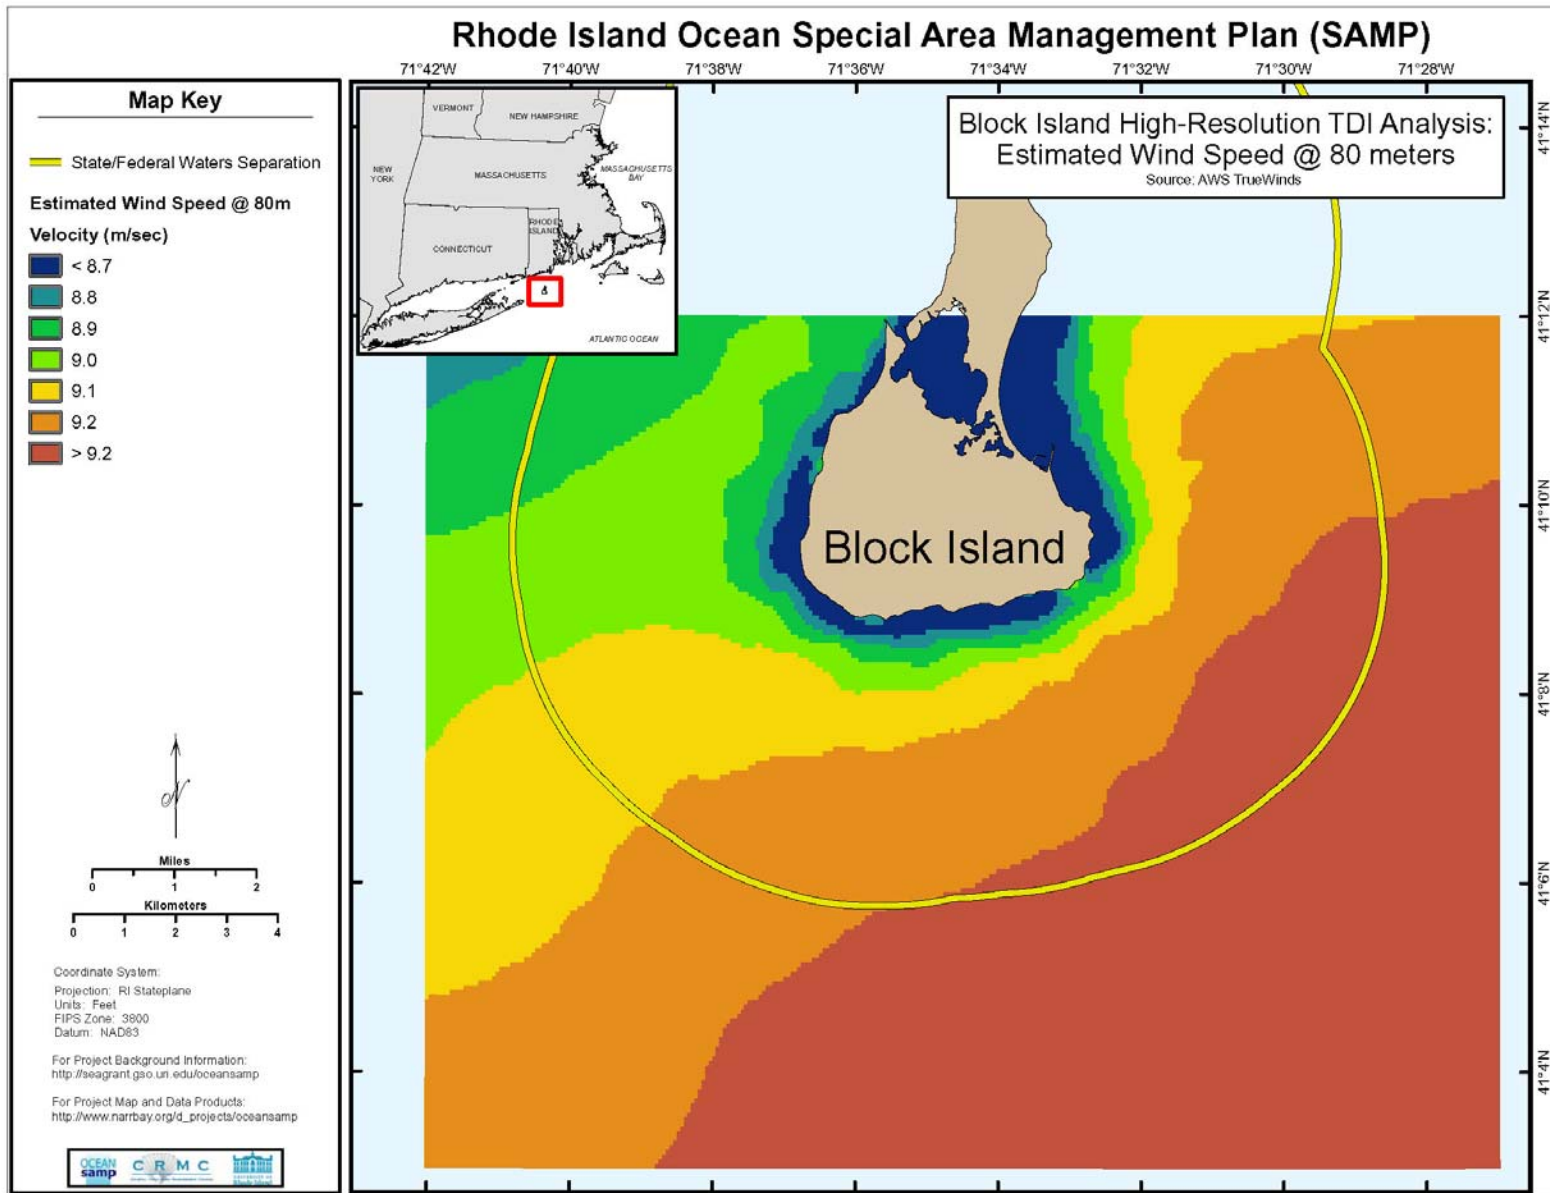 Rhode Island Ocean Special Area Management Plan (SAMP)
71°42'W
71°40'W
71°38'W
71°36'W
71°34'W
71°32'W
71°30'W
71°28'W
Map Key
State/Federal Waters Separation
Estimated Wind Speed @ 80m
Velocity (m/sec)
< 8.7
8.8
8.9
9.0
9.1
9.2
> 9.2
N
Miles
0 1 2
Kilometers
0 1 2 3 4
Coordinate System:
Projection: RI Stateplane
Units: Feet
FIPS Zone: 3800
Datum: NAD83
For Project Background Information:
http://seagrant.gso.uri.edu/oceansamp
For Project Map and Data Products:
http://www.narrbay.org/d_projects/oceansamp
OCEAN
samp
CRMC
VERMONT
NEW HAMPSHIRE
NEW
YORK
MASSACHUSETTS
MASSACHUSETTS
BAY
CONNECTICUT
RHODE
ISLAND
ATLANTIC OCEAN
Block Island High-Resolution TDI Analysis:
Estimated Wind Speed @ 80 meters
Source: AWS TrueWinds
Block Island
41°14'N
41°12'N
41°10'N
41°8'N
41°6'N
41°4'N